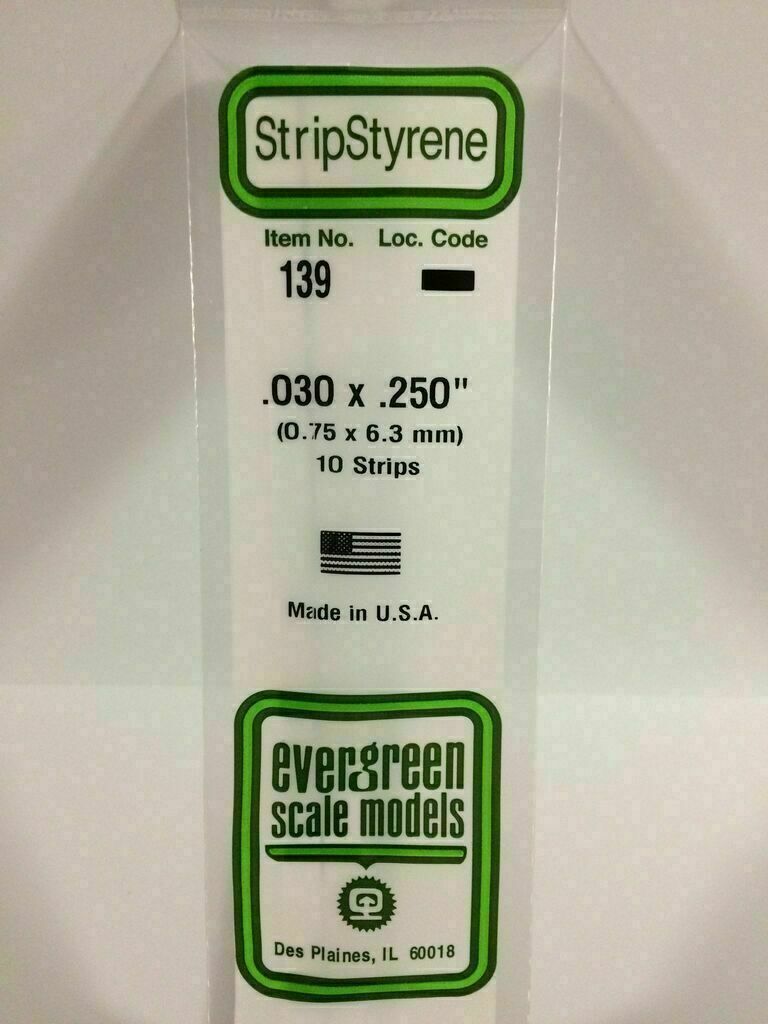 StripStyrene
Item No. Loc. Code
139
.030 x .250"
(0.75 x 6.3 mm)
10 Strips
Made in U.S.A.
evergreen
scale models
Des Plaines, IL 60018